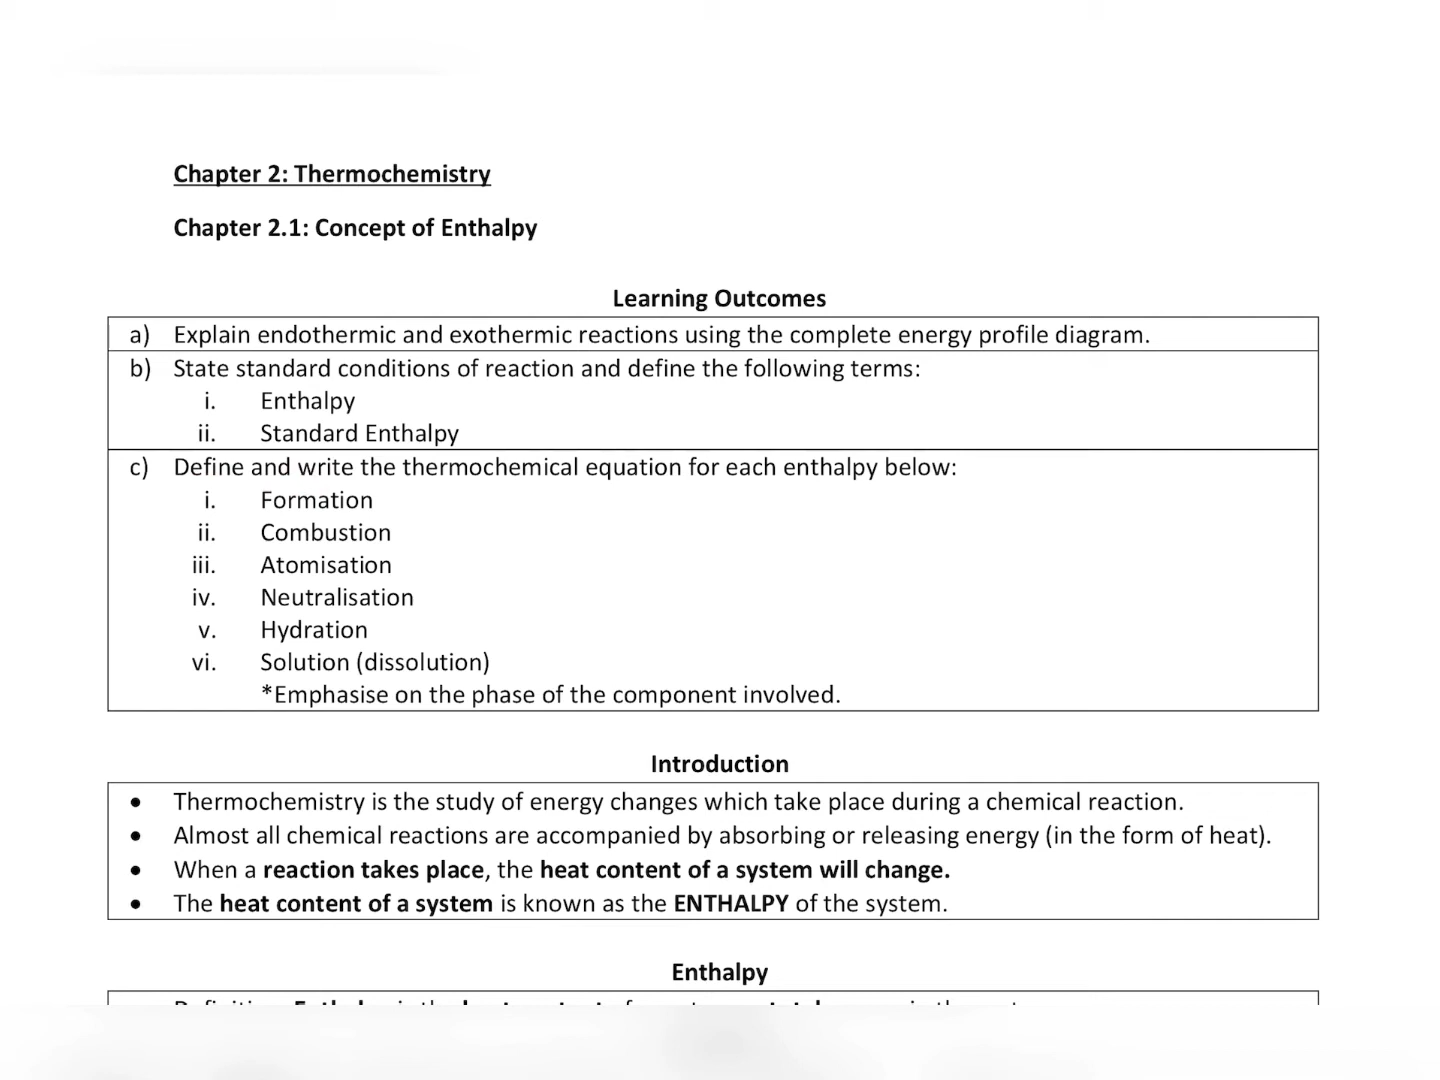 Chapter 2: Thermochemistry
Chapter 2.1: Concept of Enthalpy
Learning Outcomes
a) Explain endothermic and exothermic reactions using the complete energy profile diagram.
b) State standard conditions of reaction and define the following terms:
i. Enthalpy
ii. Standard Enthalpy
c) Define and write the thermochemical equation for each enthalpy below:
i. Formation
ii. Combustion
iii. Atomisation
iv. Neutralisation
v. Hydration
vi. Solution (dissolution)
*Emphasise on the phase of the component involved.
Introduction
• Thermochemistry is the study of energy changes which take place during a chemical reaction.
• Almost all chemical reactions are accompanied by absorbing or releasing energy (in the form of heat).
• When a reaction takes place, the heat content of a system will change.
• The heat content of a system is known as the ENTHALPY of the system.
Enthalpy